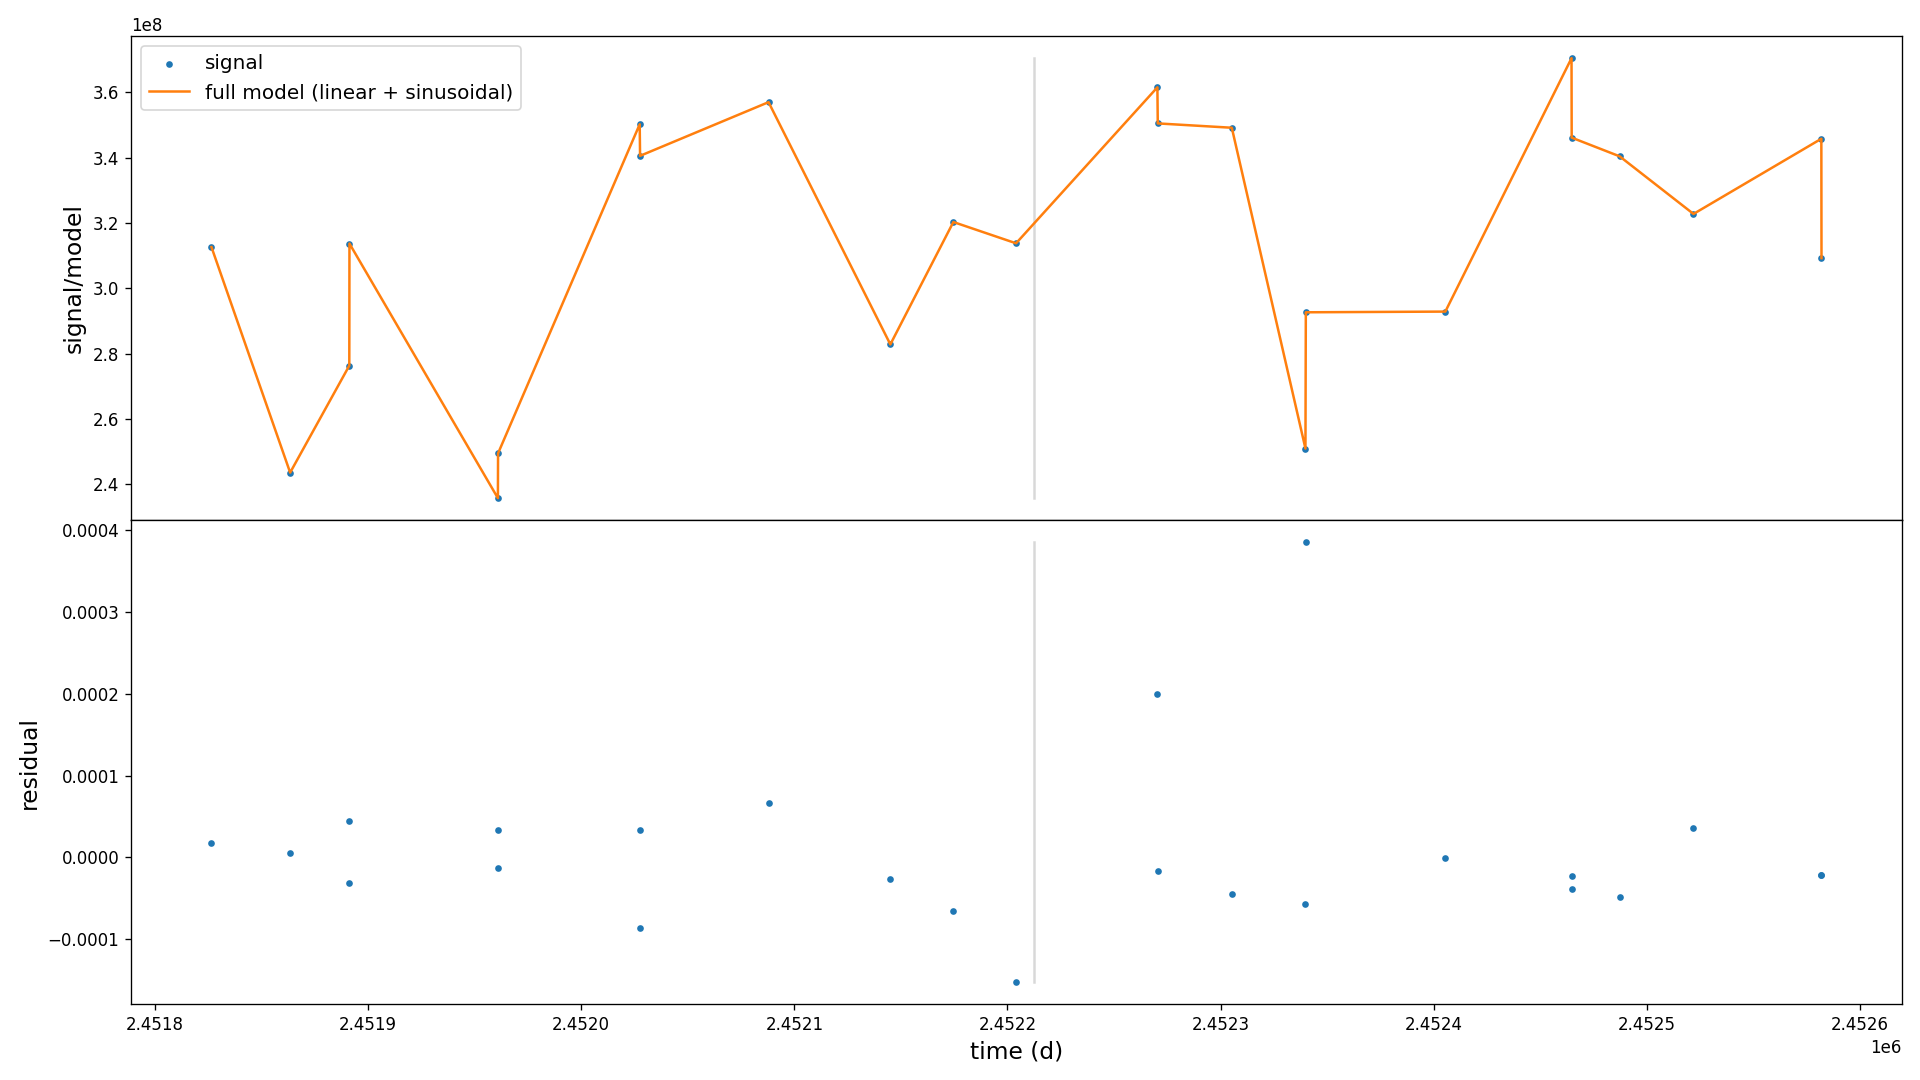 1e8
signal
full model (linear + sinusoidal)
3.6
3.4
3.2
3.0
2.8
2.6
2.4
signal/model
0.0004
0.0003
0.0002
0.0001
0.0000
−0.0001
residual
2.4518 2.4519 2.4520 2.4521 2.4522 2.4523 2.4524 2.4525 2.4526
1e6
time (d)